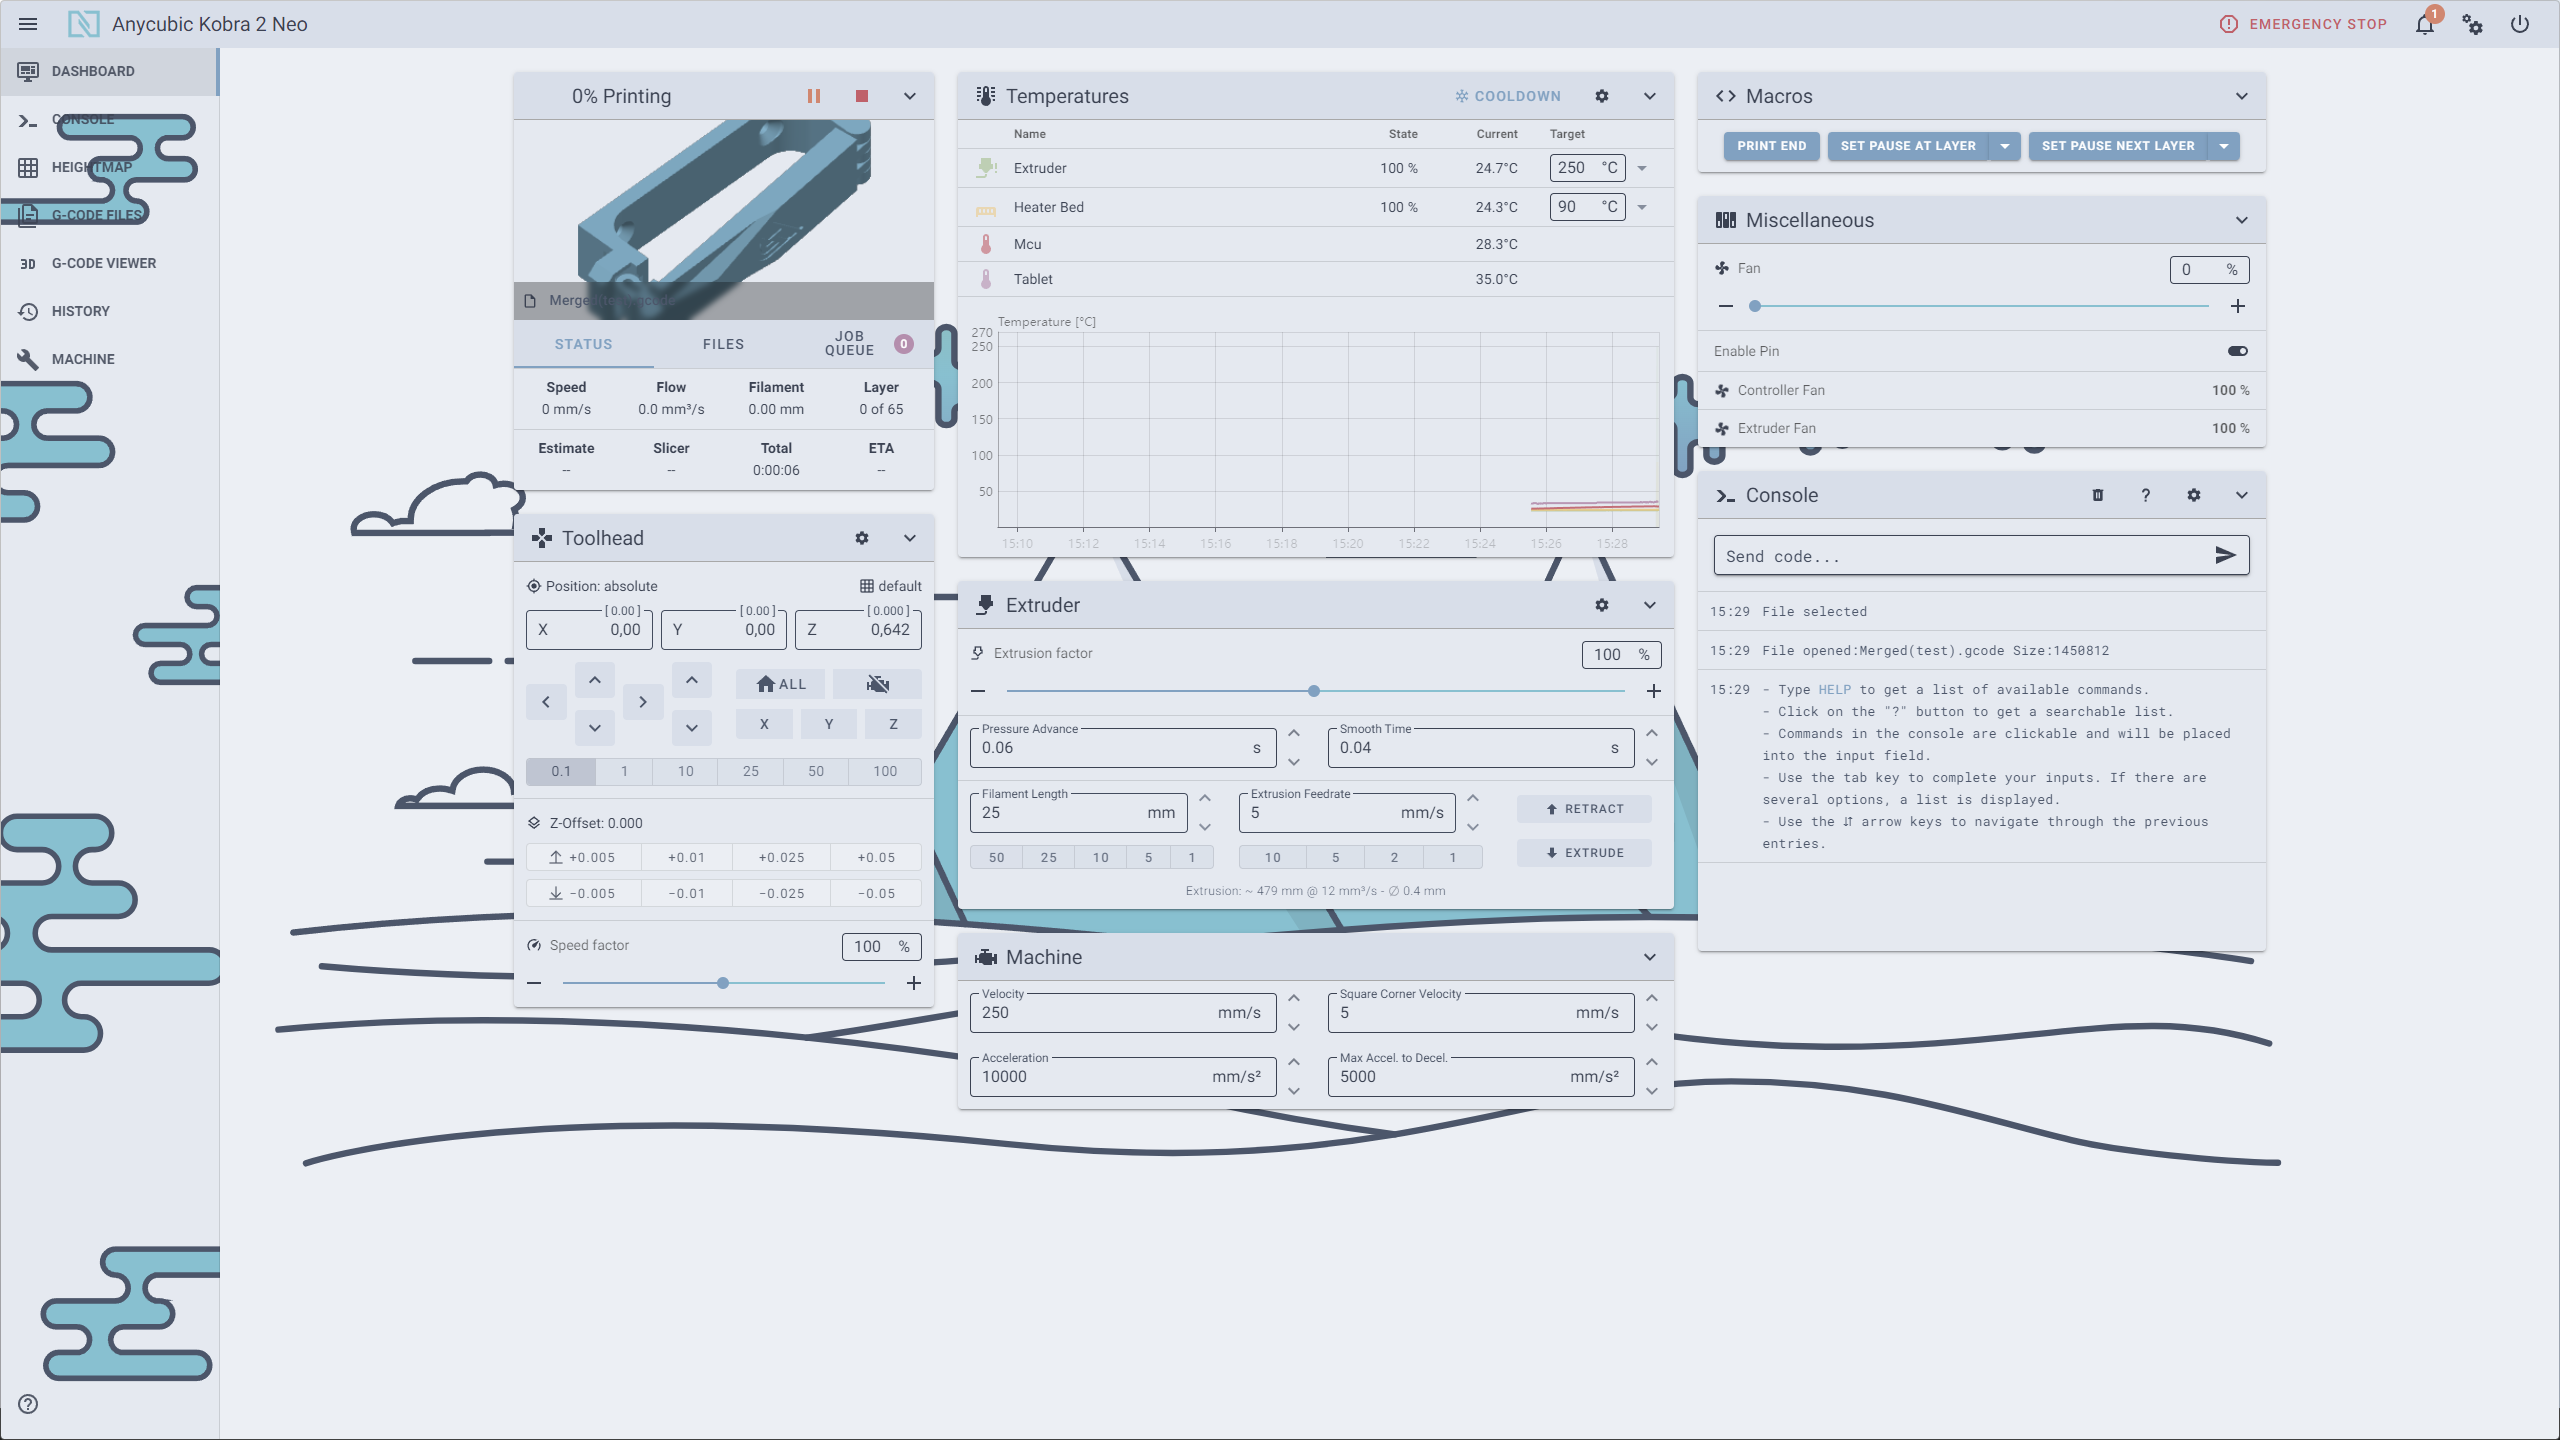 Anycubic Kobra 2 Neo
EMERGENCY STOP
1
DASHBOARD
CONSOLE
HEIGHTMAP
G-CODE FILES
3D G-CODE VIEWER
HISTORY
MACHINE
0% Printing
Merged(test).gcode
STATUS FILES JOB QUEUE 0
Speed Flow Filament Layer
0 mm/s 0.0 mm³/s 0.00 mm 0 of 65
Estimate Slicer Total ETA
-- -- 0:00:06 --
Toolhead
Position: absolute default
[ 0.00 ] [ 0.00 ] [ 0.000 ]
X 0,00 Y 0,00 Z 0,642
ALL
X Y Z
0.1 1 10 25 50 100
Z-Offset: 0.000
+0.005 +0.01 +0.025 +0.05
−0.005 −0.01 −0.025 −0.05
Speed factor 100 %
Temperatures COOLDOWN
Name State Current Target
Extruder 100 % 24.7°C 250 °C
Heater Bed 100 % 24.3°C 90 °C
Mcu 28.3°C
Tablet 35.0°C
Temperature [°C]
270
250
200
150
100
50
15:10 15:12 15:14 15:16 15:18 15:20 15:22 15:24 15:26 15:28
Extruder
Extrusion factor 100 %
Pressure Advance Smooth Time
0.06 s 0.04 s
Filament Length Extrusion Feedrate
25 mm 5 mm/s
RETRACT
50 25 10 5 1 10 5 2 1
EXTRUDE
Extrusion: ~ 479 mm @ 12 mm³/s - ∅ 0.4 mm
Machine
Velocity Square Corner Velocity
250 mm/s 5 mm/s
Acceleration Max Accel. to Decel.
10000 mm/s² 5000 mm/s²
Macros
PRINT END SET PAUSE AT LAYER SET PAUSE NEXT LAYER
Miscellaneous
Fan 0 %
Enable Pin
Controller Fan 100 %
Extruder Fan 100 %
Console
Send code...
15:29 File selected
15:29 File opened:Merged(test).gcode Size:1450812
15:29 - Type HELP to get a list of available commands.
- Click on the "?" button to get a searchable list.
- Commands in the console are clickable and will be placed
into the input field.
- Use the tab key to complete your inputs. If there are
several options, a list is displayed.
- Use the ⇵ arrow keys to navigate through the previous
entries.